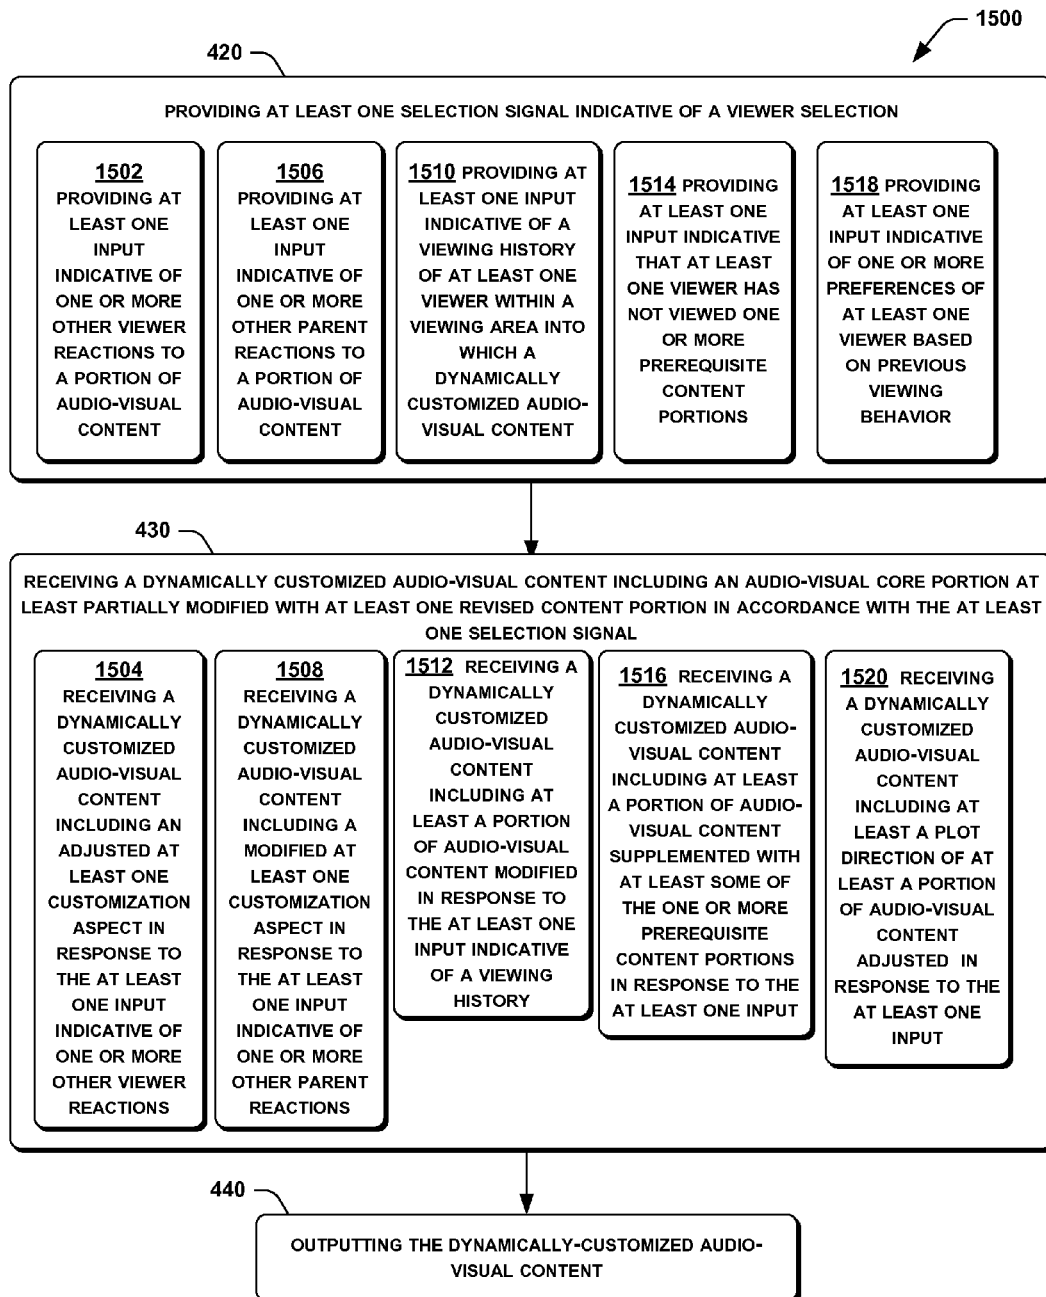 1500
420
PROVIDING AT LEAST ONE SELECTION SIGNAL INDICATIVE OF A VIEWER SELECTION
1502
PROVIDING AT
LEAST ONE
INPUT
INDICATIVE OF
ONE OR MORE
OTHER VIEWER
REACTIONS TO
A PORTION OF
AUDIO-VISUAL
CONTENT
1506
PROVIDING AT
LEAST ONE
INPUT
INDICATIVE OF
ONE OR MORE
OTHER PARENT
REACTIONS TO
A PORTION OF
AUDIO-VISUAL
CONTENT
1510 PROVIDING AT
LEAST ONE INPUT
INDICATIVE OF A
VIEWING HISTORY
OF AT LEAST ONE
VIEWER WITHIN A
VIEWING AREA INTO
WHICH A
DYNAMICALLY
CUSTOMIZED AUDIO-
VISUAL CONTENT
1514 PROVIDING
AT LEAST ONE
INPUT INDICATIVE
THAT AT LEAST
ONE VIEWER HAS
NOT VIEWED ONE
OR MORE
PREREQUISITE
CONTENT
PORTIONS
1518 PROVIDING
AT LEAST ONE
INPUT INDICATIVE
OF ONE OR MORE
PREFERENCES OF
AT LEAST ONE
VIEWER BASED
ON PREVIOUS
VIEWING
BEHAVIOR
430
RECEIVING A DYNAMICALLY CUSTOMIZED AUDIO-VISUAL CONTENT INCLUDING AN AUDIO-VISUAL CORE PORTION AT
LEAST PARTIALLY MODIFIED WITH AT LEAST ONE REVISED CONTENT PORTION IN ACCORDANCE WITH THE AT LEAST
ONE SELECTION SIGNAL
1504
RECEIVING A
DYNAMICALLY
CUSTOMIZED
AUDIO-VISUAL
CONTENT
INCLUDING AN
ADJUSTED AT
LEAST ONE
CUSTOMIZATION
ASPECT IN
RESPONSE TO
THE AT LEAST
ONE INPUT
INDICATIVE OF
ONE OR MORE
OTHER VIEWER
REACTIONS
1508
RECEIVING A
DYNAMICALLY
CUSTOMIZED
AUDIO-VISUAL
CONTENT
INCLUDING A
MODIFIED AT
LEAST ONE
CUSTOMIZATION
ASPECT IN
RESPONSE TO
THE AT LEAST
ONE INPUT
INDICATIVE OF
ONE OR MORE
OTHER PARENT
REACTIONS
1512 RECEIVING A
DYNAMICALLY
CUSTOMIZED
AUDIO-VISUAL
CONTENT
INCLUDING AT
LEAST A PORTION
OF AUDIO-VISUAL
CONTENT MODIFIED
IN RESPONSE TO
THE AT LEAST ONE
INPUT INDICATIVE
OF A VIEWING
HISTORY
1516 RECEIVING A
DYNAMICALLY
CUSTOMIZED AUDIO-
VISUAL CONTENT
INCLUDING AT LEAST
A PORTION OF AUDIO-
VISUAL CONTENT
SUPPLEMENTED WITH
AT LEAST SOME OF
THE ONE OR MORE
PREREQUISITE
CONTENT PORTIONS
IN RESPONSE TO THE
AT LEAST ONE INPUT
1520 RECEIVING
A DYNAMICALLY
CUSTOMIZED
AUDIO-VISUAL
CONTENT
INCLUDING AT
LEAST A PLOT
DIRECTION OF AT
LEAST A PORTION
OF AUDIO-VISUAL
CONTENT
ADJUSTED IN
RESPONSE TO THE
AT LEAST ONE
INPUT
440
OUTPUTTING THE DYNAMICALLY-CUSTOMIZED AUDIO-
VISUAL CONTENT